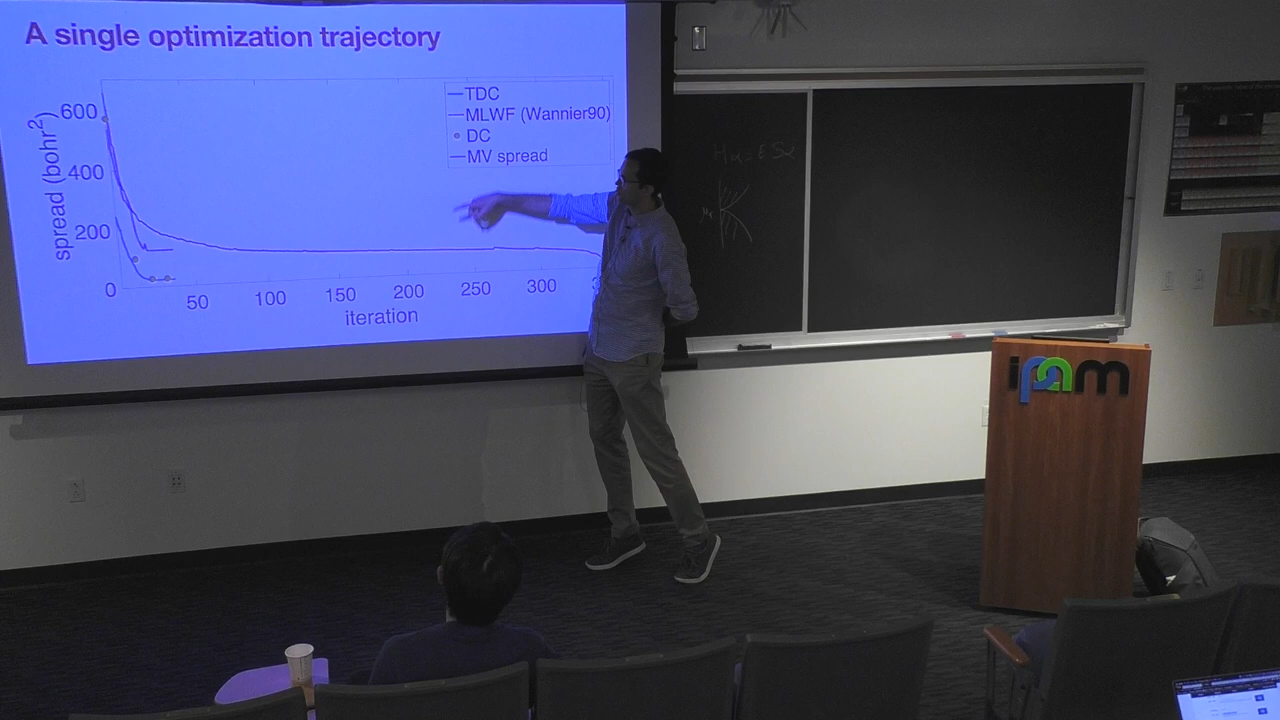 A single optimization trajectory
TDC
MLWF (Wannier90)
DC
MV spread
spread (bohr²)
600
400
200
0
50
100
150
200
250
300
iteration
ipam